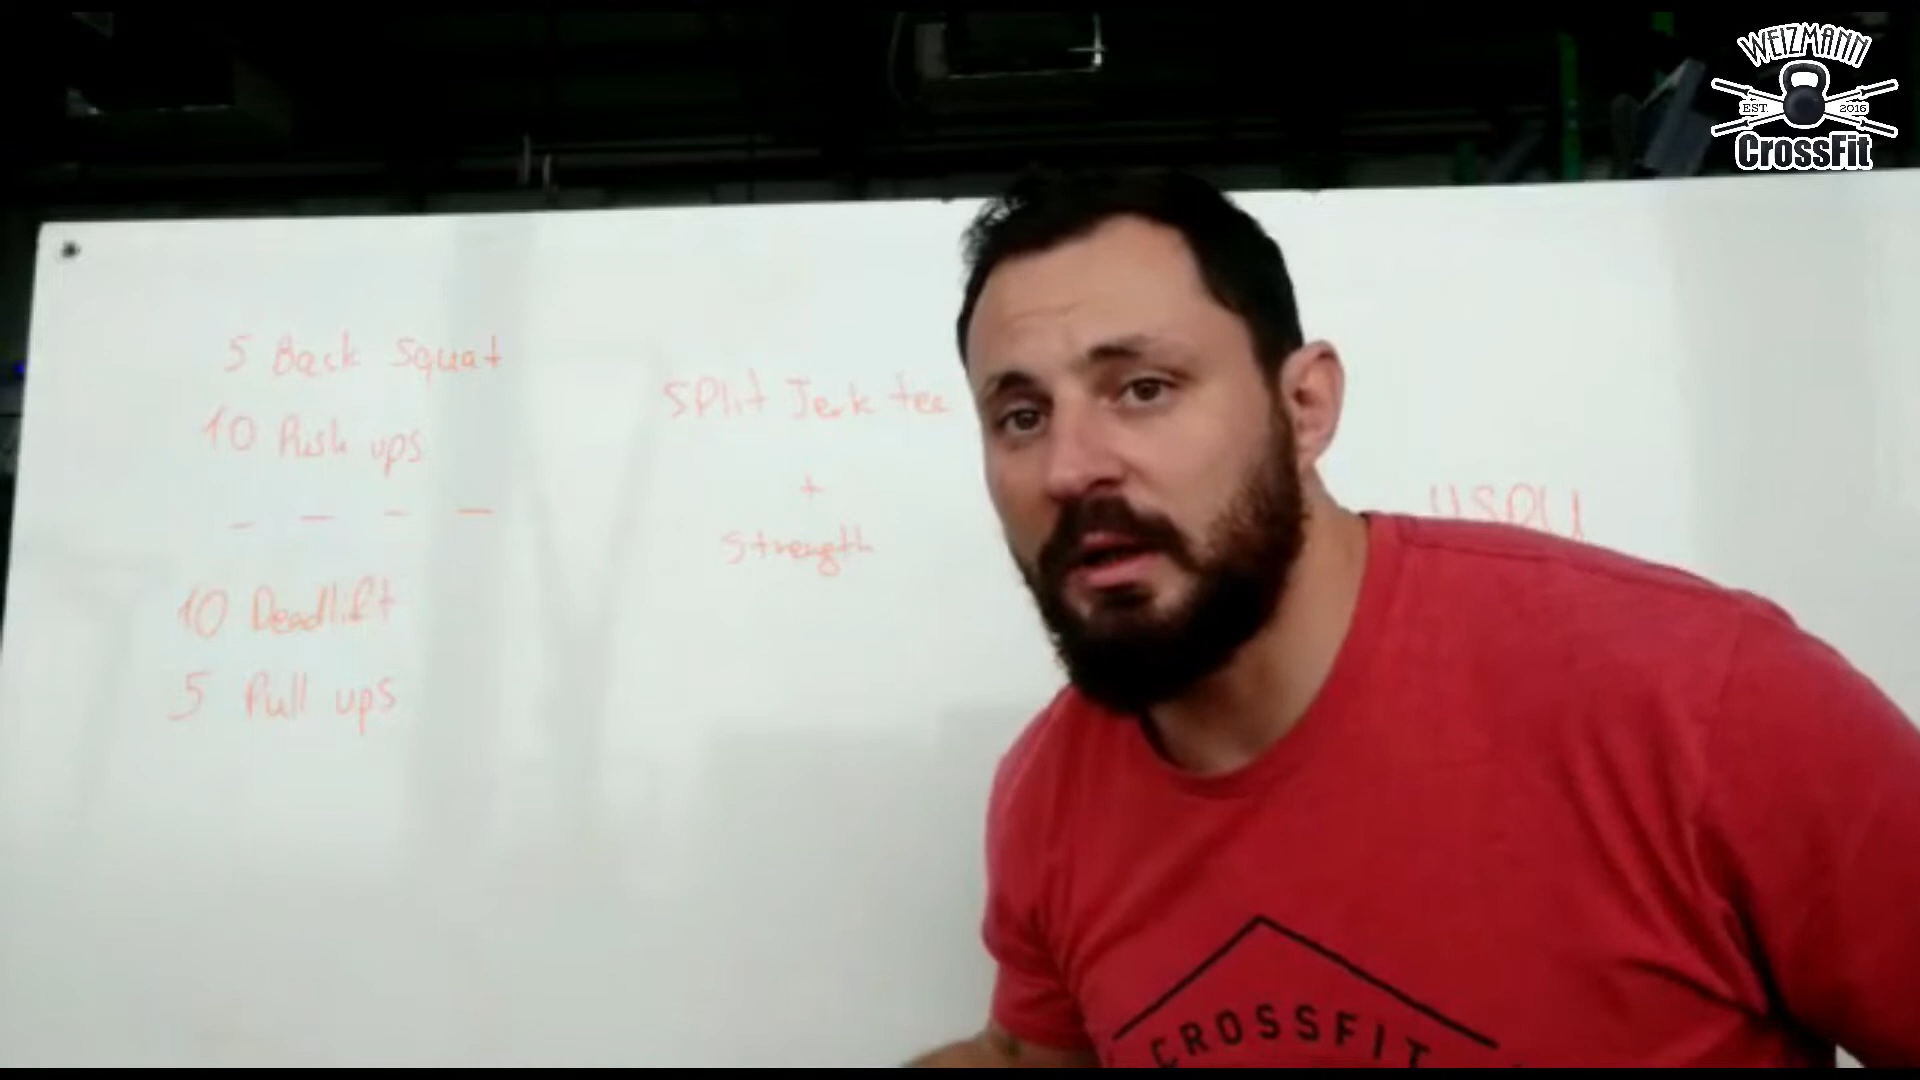 WEIZMANN
EST. 2016
CrossFit
5 Back Squat
10 Push ups
- - - -
10 Deadlift
5 Pull ups
Split Jerk tec
+
Strength
HSPU
CROSSFIT